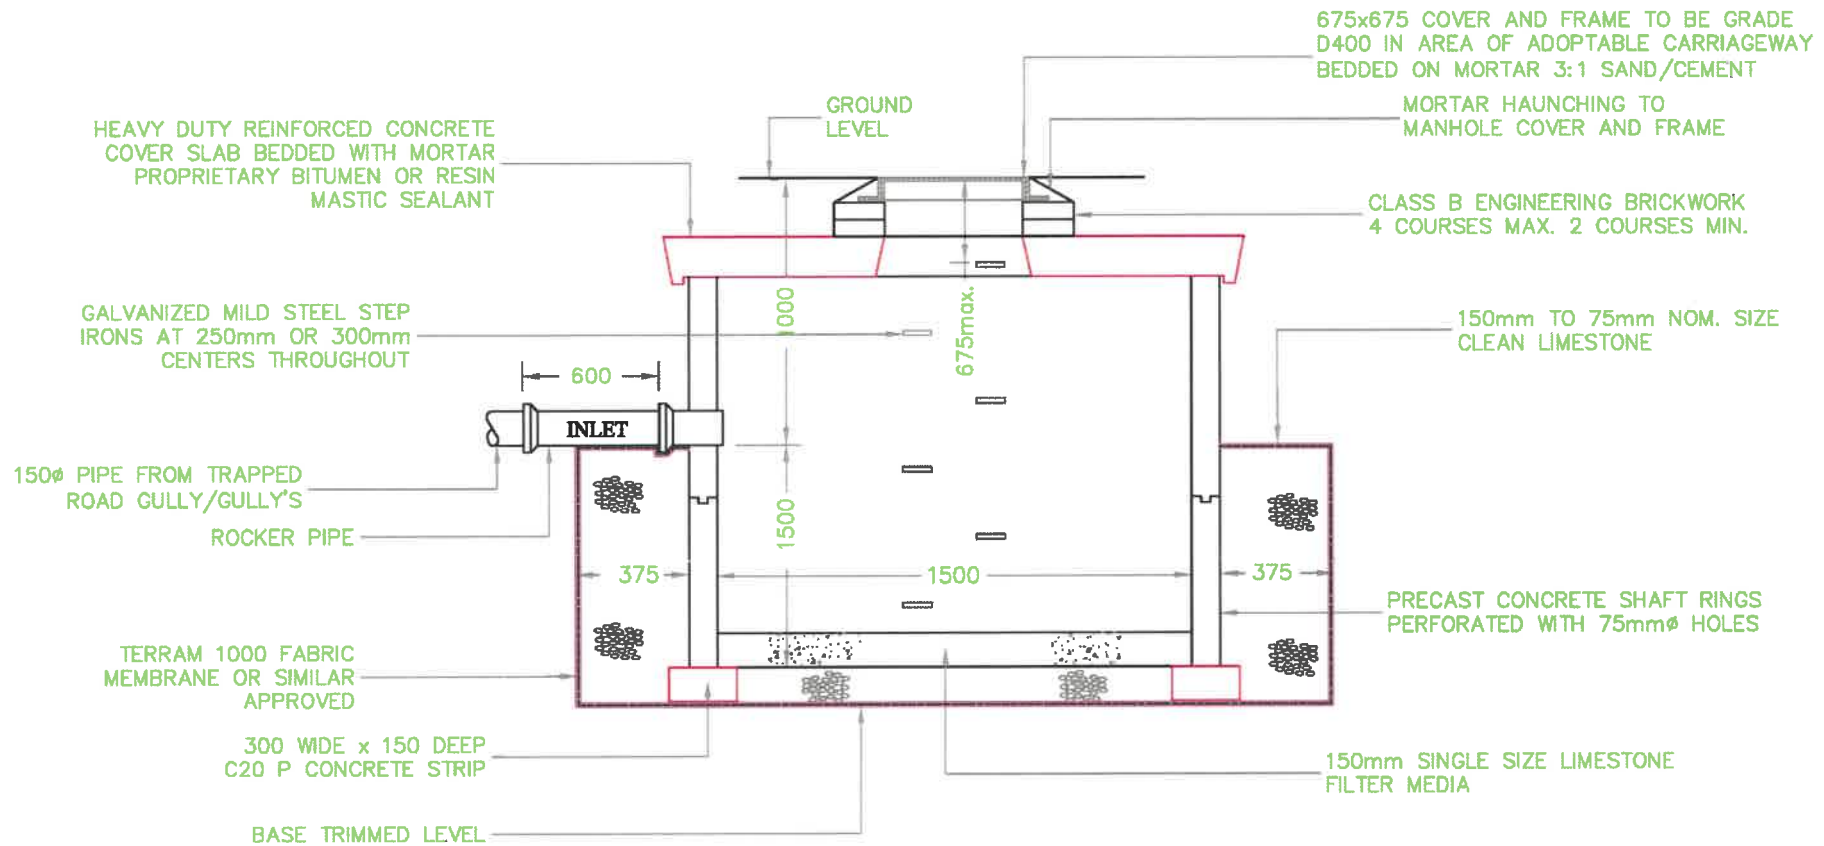 675x675 COVER AND FRAME TO BE GRADE
D400 IN AREA OF ADOPTABLE CARRIAGEWAY
BEDDED ON MORTAR 3:1 SAND/CEMENT
GROUND
LEVEL
MORTAR HAUNCHING TO
MANHOLE COVER AND FRAME
HEAVY DUTY REINFORCED CONCRETE
COVER SLAB BEDDED WITH MORTAR
PROPRIETARY BITUMEN OR RESIN
MASTIC SEALANT
CLASS B ENGINEERING BRICKWORK
4 COURSES MAX. 2 COURSES MIN.
GALVANIZED MILD STEEL STEP
IRONS AT 250mm OR 300mm
CENTERS THROUGHOUT
1000
675max.
150mm TO 75mm NOM. SIZE
CLEAN LIMESTONE
600
INLET
150ø PIPE FROM TRAPPED
ROAD GULLY/GULLY'S
ROCKER PIPE
1500
375
1500
375
PRECAST CONCRETE SHAFT RINGS
PERFORATED WITH 75mmø HOLES
TERRAM 1000 FABRIC
MEMBRANE OR SIMILAR
APPROVED
300 WIDE x 150 DEEP
C20 P CONCRETE STRIP
150mm SINGLE SIZE LIMESTONE
FILTER MEDIA
BASE TRIMMED LEVEL